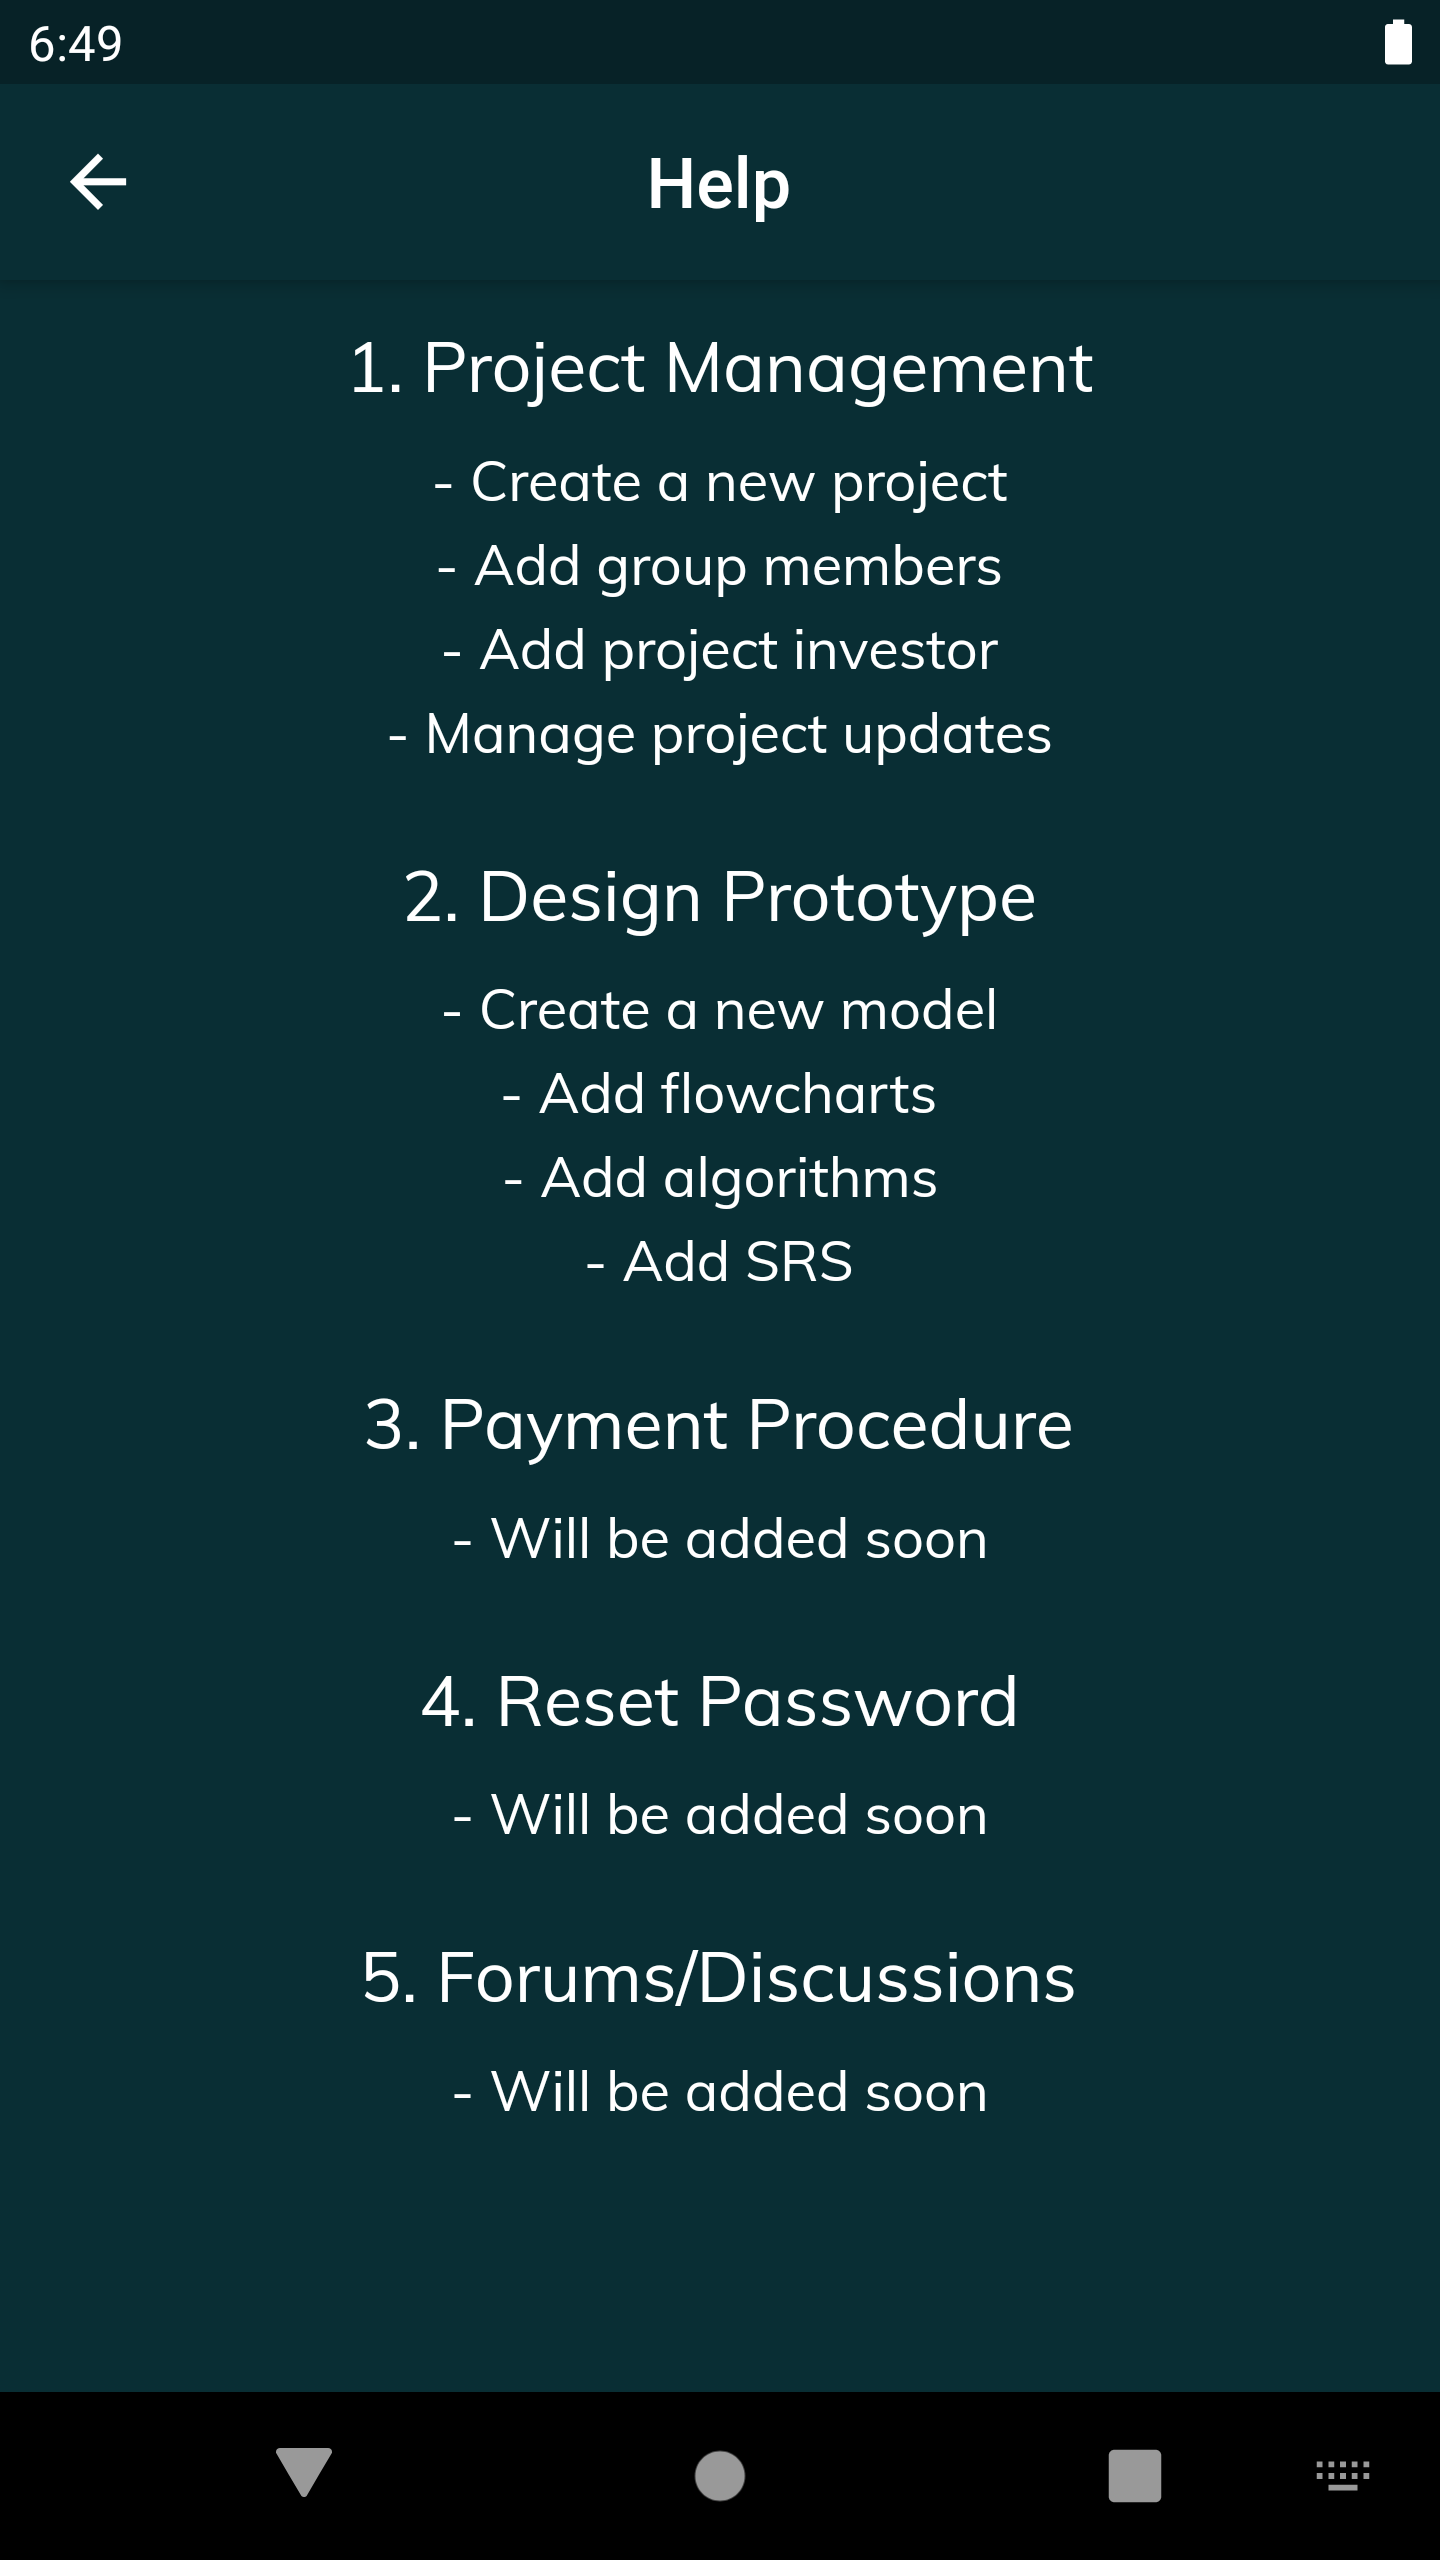 6:49
Help
1. Project Management
- Create a new project
- Add group members
- Add project investor
- Manage project updates
2. Design Prototype
- Create a new model
- Add flowcharts
- Add algorithms
- Add SRS
3. Payment Procedure
- Will be added soon
4. Reset Password
- Will be added soon
5. Forums/Discussions
- Will be added soon